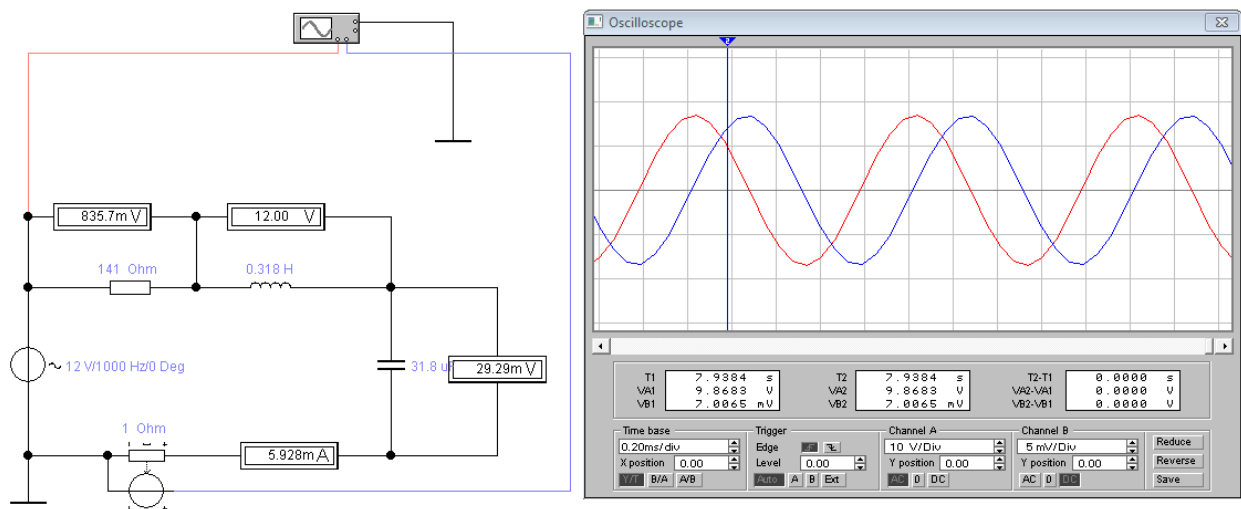 835.7m V
12.00 V
141 Ohm
0.318 H
12 V/1000 Hz/0 Deg
31.8 u
29.29m V
1 Ohm
5.928m A
Oscilloscope
2
T1 7.9384 s
VA1 9.8683 V
VB1 7.0065 mV
T2 7.9384 s
VA2 9.8683 V
VB2 7.0065 mV
T2-T1 0.0000 s
VA2-VA1 0.0000 V
VB2-VB1 0.0000 V
Time base
0.20ms/div
X position 0.00
Y/T B/A A/B
Trigger
Edge
Level 0.00
Auto A B Ext
Channel A
10 V/Div
Y position 0.00
AC 0 DC
Channel B
5 mV/Div
Y position 0.00
AC 0 DC
Reduce
Reverse
Save